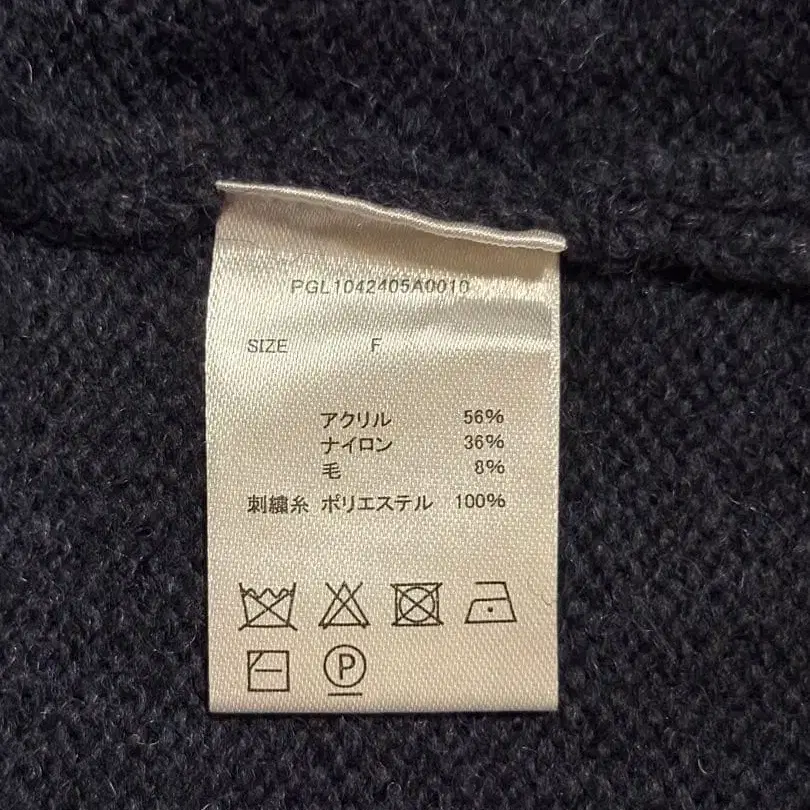 PGL1042405A0010
SIZE F
アクリル 56%
ナイロン 36%
毛 8%
刺繍糸 ポリエステル 100%
P